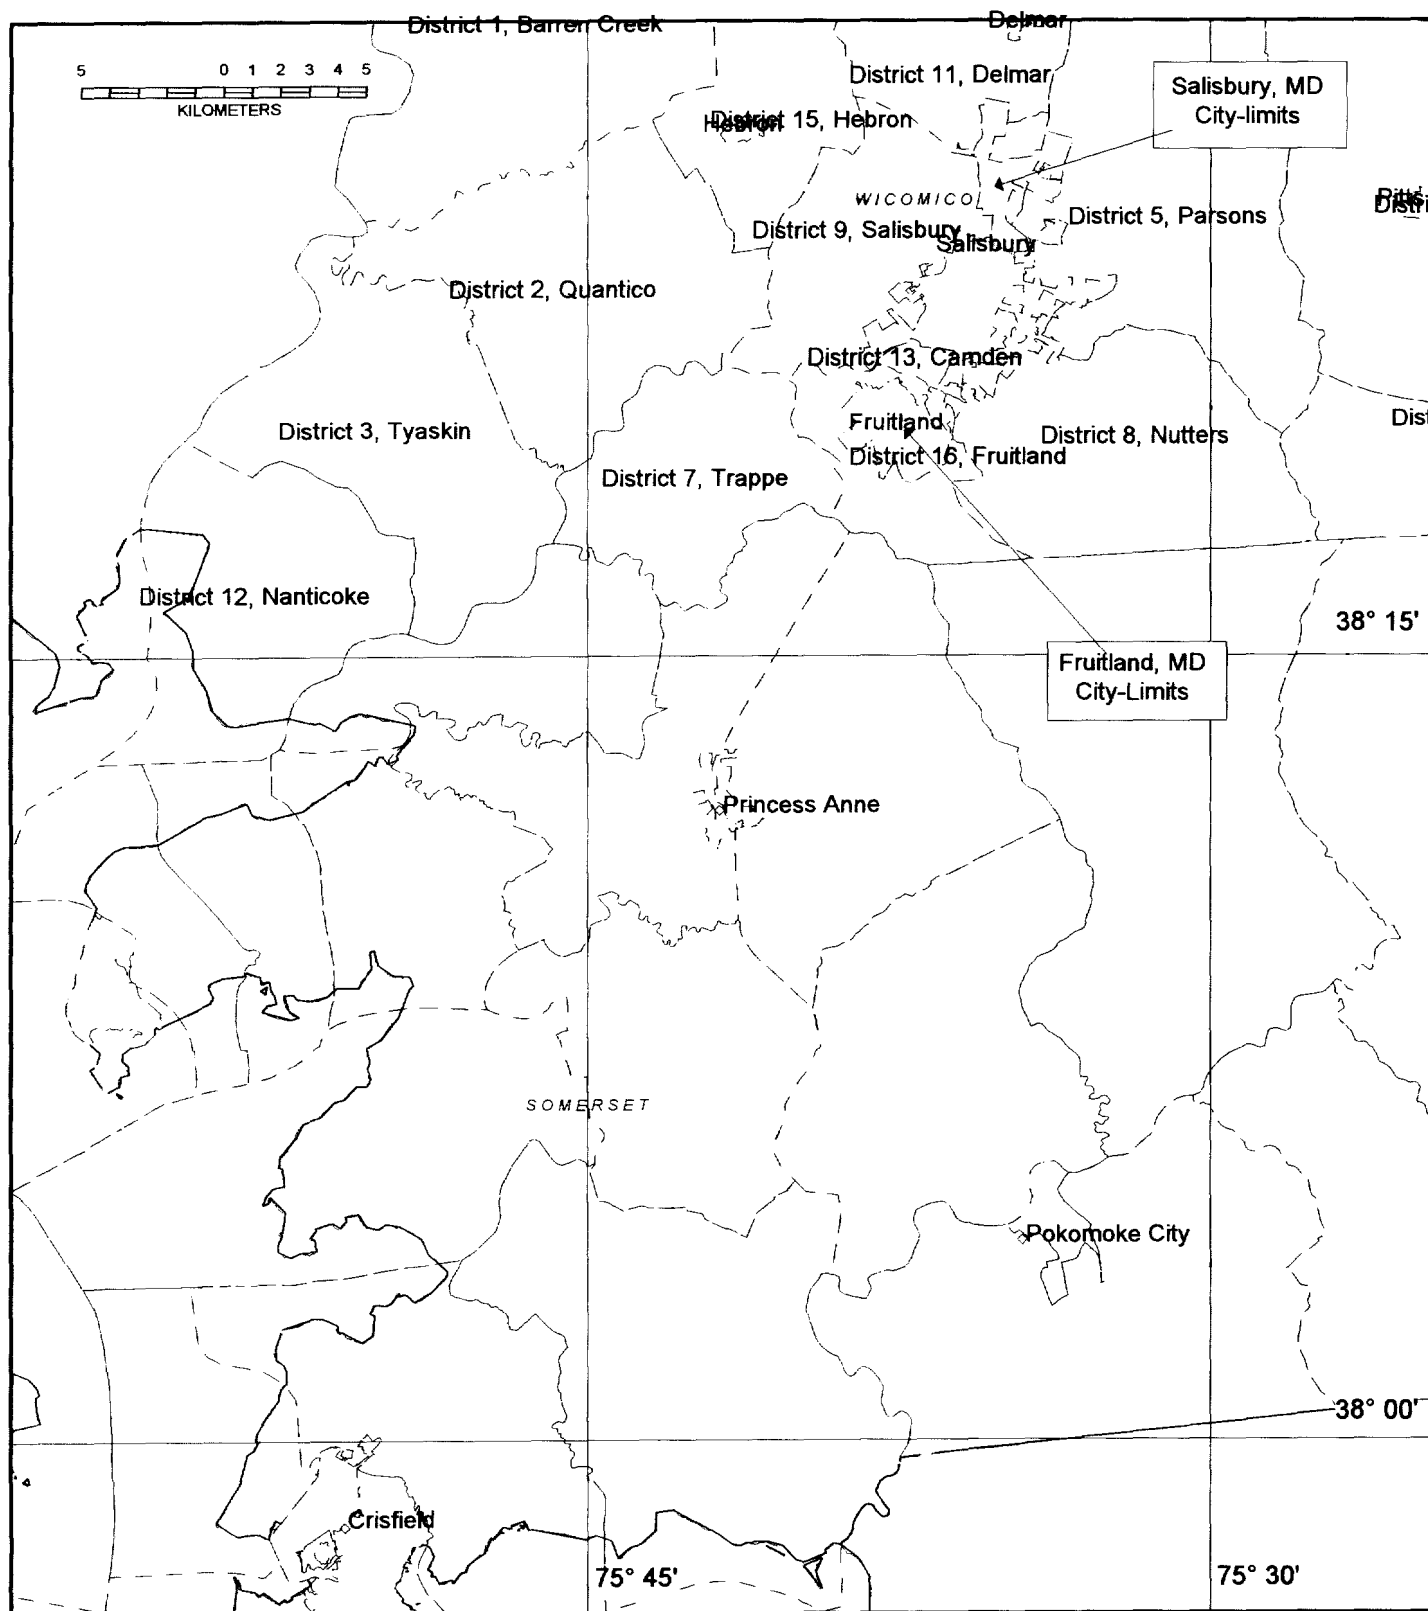 District 1, Barren Creek
Delmar
5 0 1 2 3 4 5
KILOMETERS
District 11, Delmar
Salisbury, MD
City-limits
District 15, Hebron
Hebron
WICOMICO
District 9, Salisbury
Salisbury
District 5, Parsons
District 2, Quantico
District 13, Camden
District 3, Tyaskin
Fruitland
District 16, Fruitland
District 8, Nutters
District 7, Trappe
District 12, Nanticoke
38° 15'
Fruitland, MD
City-Limits
Princess Anne
SOMERSET
Pokomoke City
38° 00'
Crisfield
75° 45'
75° 30'